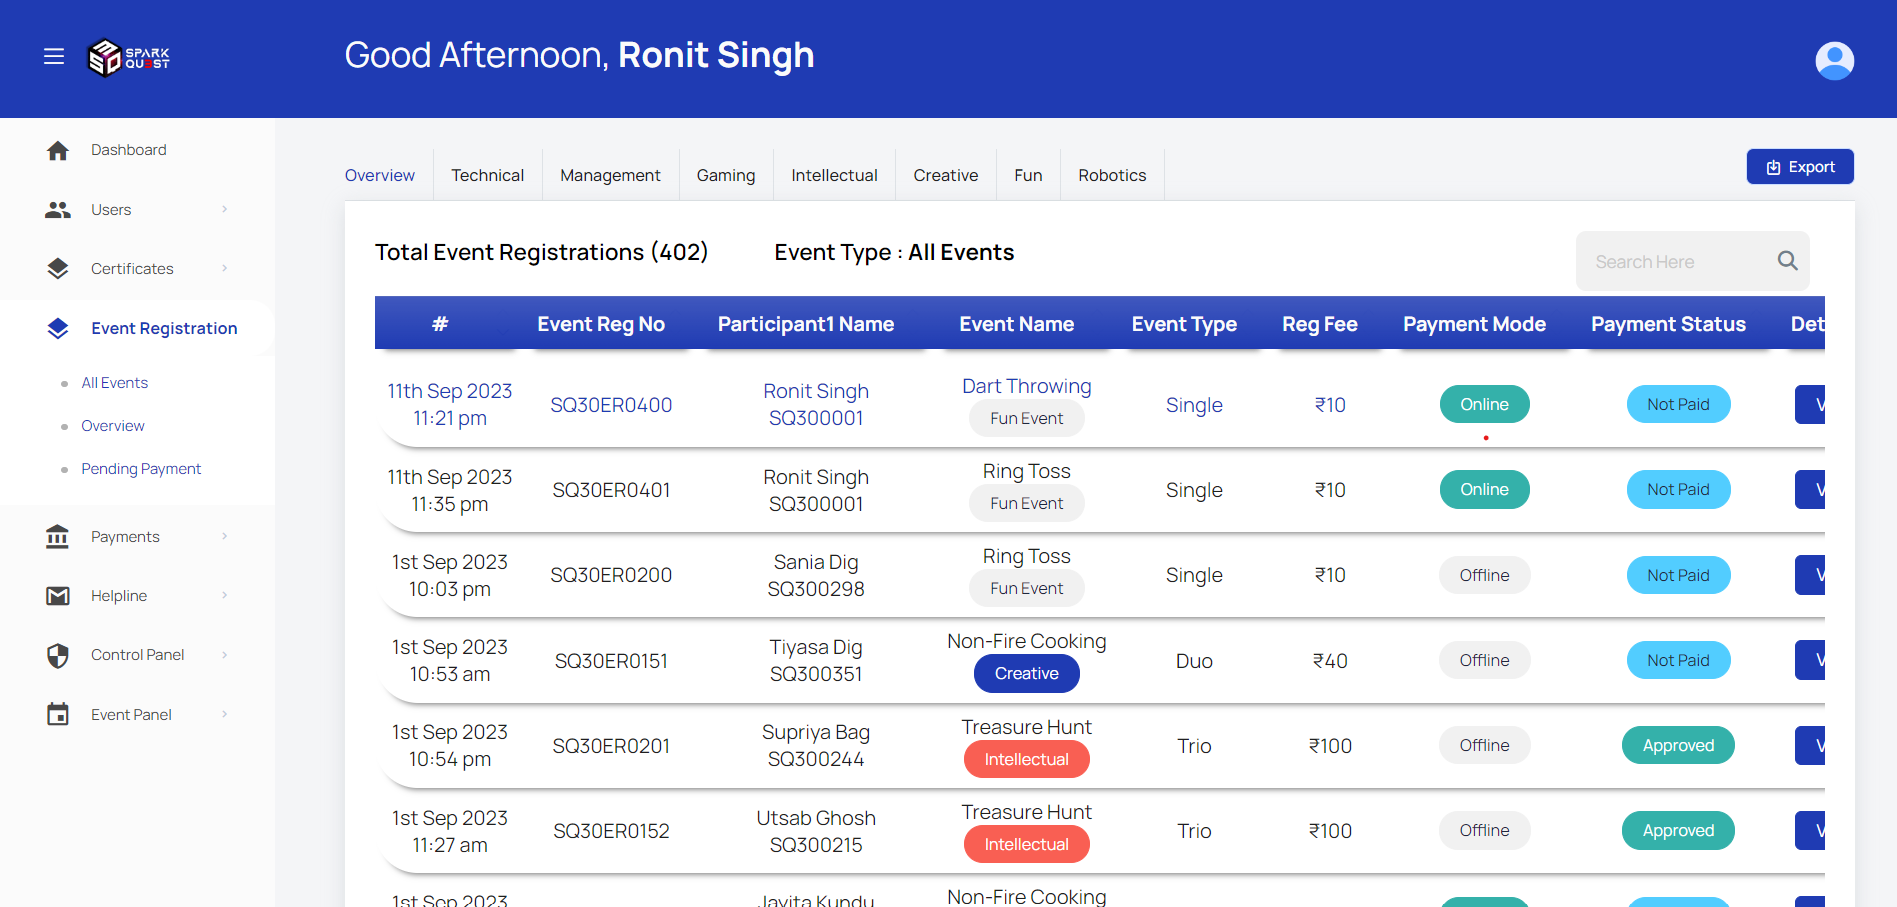 SPARK
QUEST
Good Afternoon, Ronit Singh
Dashboard
Users
Certificates
Event Registration
All Events
Overview
Pending Payment
Payments
Helpline
Control Panel
Event Panel
Overview Technical Management Gaming Intellectual Creative Fun Robotics
Export
Total Event Registrations (402) Event Type : All Events
Search Here
# Event Reg No Participant1 Name Event Name Event Type Reg Fee Payment Mode Payment Status Det
11th Sep 2023 11:21 pm SQ30ER0400 Ronit Singh SQ300001 Dart Throwing Fun Event Single ₹10 Online Not Paid V
11th Sep 2023 11:35 pm SQ30ER0401 Ronit Singh SQ300001 Ring Toss Fun Event Single ₹10 Online Not Paid V
1st Sep 2023 10:03 pm SQ30ER0200 Sania Dig SQ300298 Ring Toss Fun Event Single ₹10 Offline Not Paid V
1st Sep 2023 10:53 am SQ30ER0151 Tiyasa Dig SQ300351 Non-Fire Cooking Creative Duo ₹40 Offline Not Paid V
1st Sep 2023 10:54 pm SQ30ER0201 Supriya Bag SQ300244 Treasure Hunt Intellectual Trio ₹100 Offline Approved V
1st Sep 2023 11:27 am SQ30ER0152 Utsab Ghosh SQ300215 Treasure Hunt Intellectual Trio ₹100 Offline Approved V
1st Sep 2023 Jayita Kundu Non-Fire Cooking